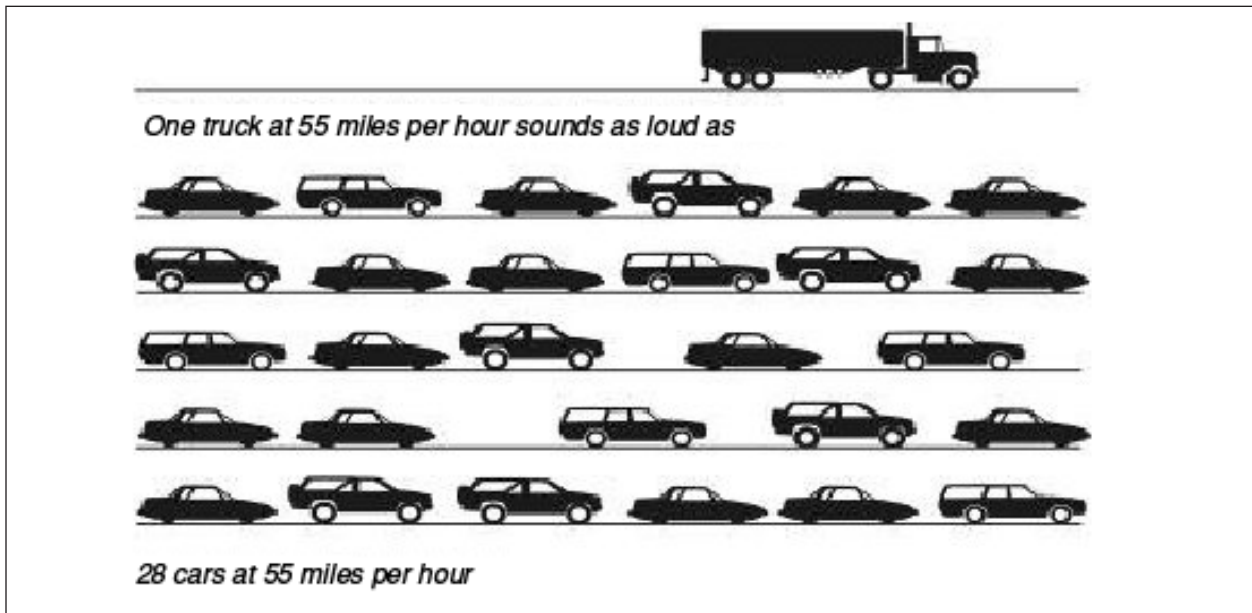 One truck at 55 miles per hour sounds as loud as
28 cars at 55 miles per hour